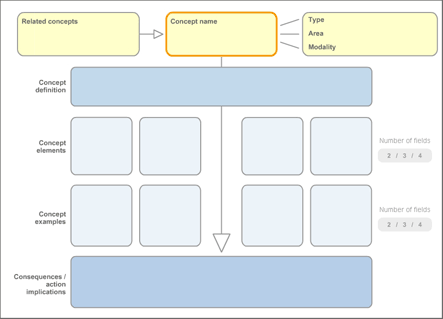 Related concepts
Concept name
Type
Area
Modality
Concept
definition
Concept
elements
Number of fields
2 / 3 / 4
Concept
examples
Number of fields
2 / 3 / 4
Consequences /
action
implications